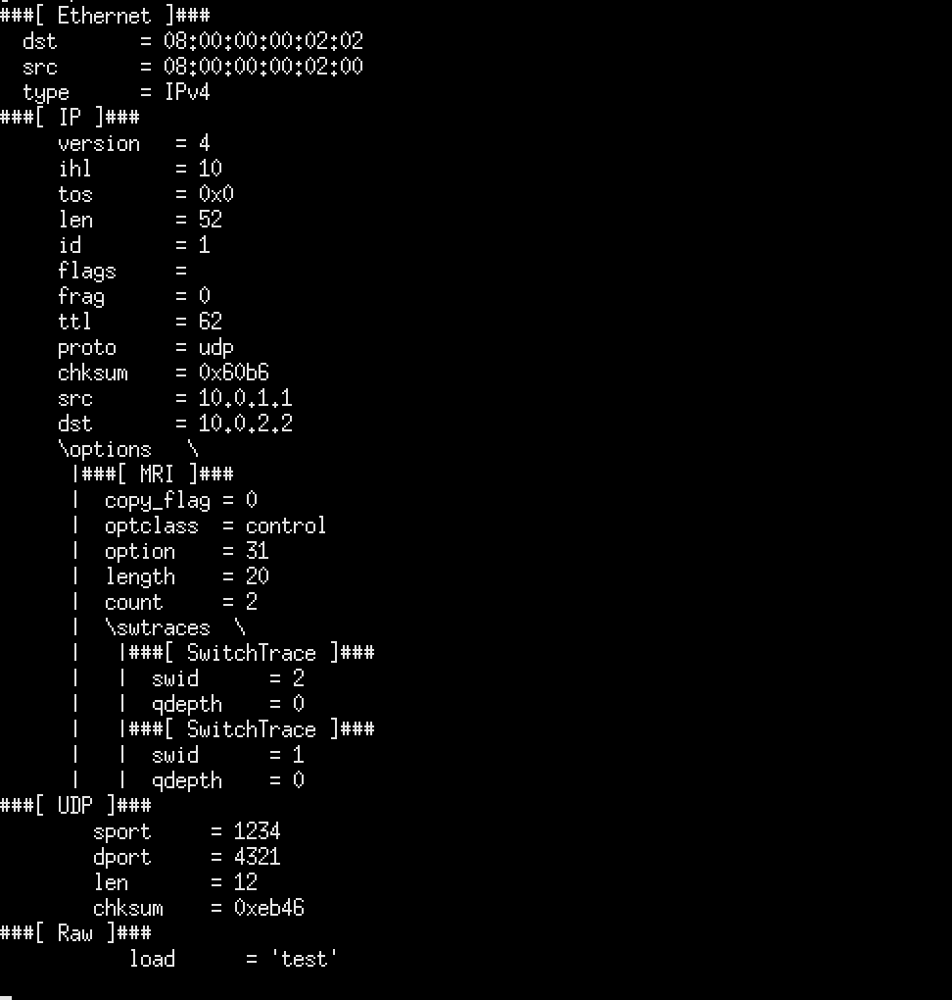 ###[ Ethernet ]###
  dst       = 08:00:00:00:02:02
  src       = 08:00:00:00:02:00
  type      = IPv4
###[ IP ]###
     version   = 4
     ihl       = 10
     tos       = 0x0
     len       = 52
     id        = 1
     flags     =
     frag      = 0
     ttl       = 62
     proto     = udp
     chksum    = 0x60b6
     src       = 10.0.1.1
     dst       = 10.0.2.2
     \options   \
      |###[ MRI ]###
      |  copy_flag = 0
      |  optclass  = control
      |  option    = 31
      |  length    = 20
      |  count     = 2
      |  \swtraces  \
      |   |###[ SwitchTrace ]###
      |   |  swid      = 2
      |   |  qdepth    = 0
      |   |###[ SwitchTrace ]###
      |   |  swid      = 1
      |   |  qdepth    = 0
###[ UDP ]###
        sport     = 1234
        dport     = 4321
        len       = 12
        chksum    = 0xeb46
###[ Raw ]###
           load      = 'test'